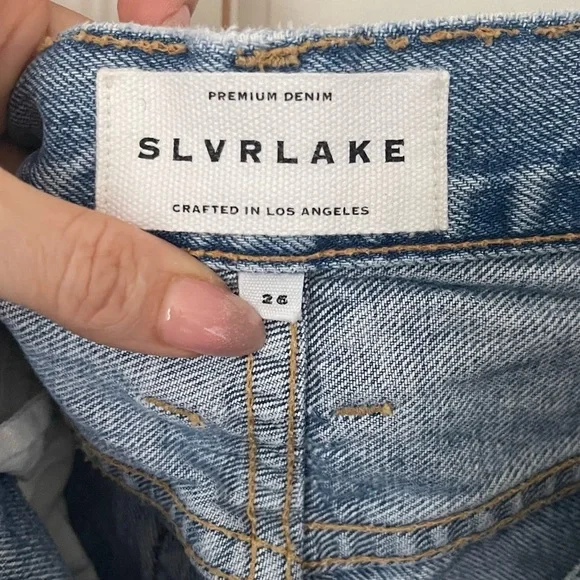 PREMIUM DENIM
SLVRLAKE
CRAFTED IN LOS ANGELES
26